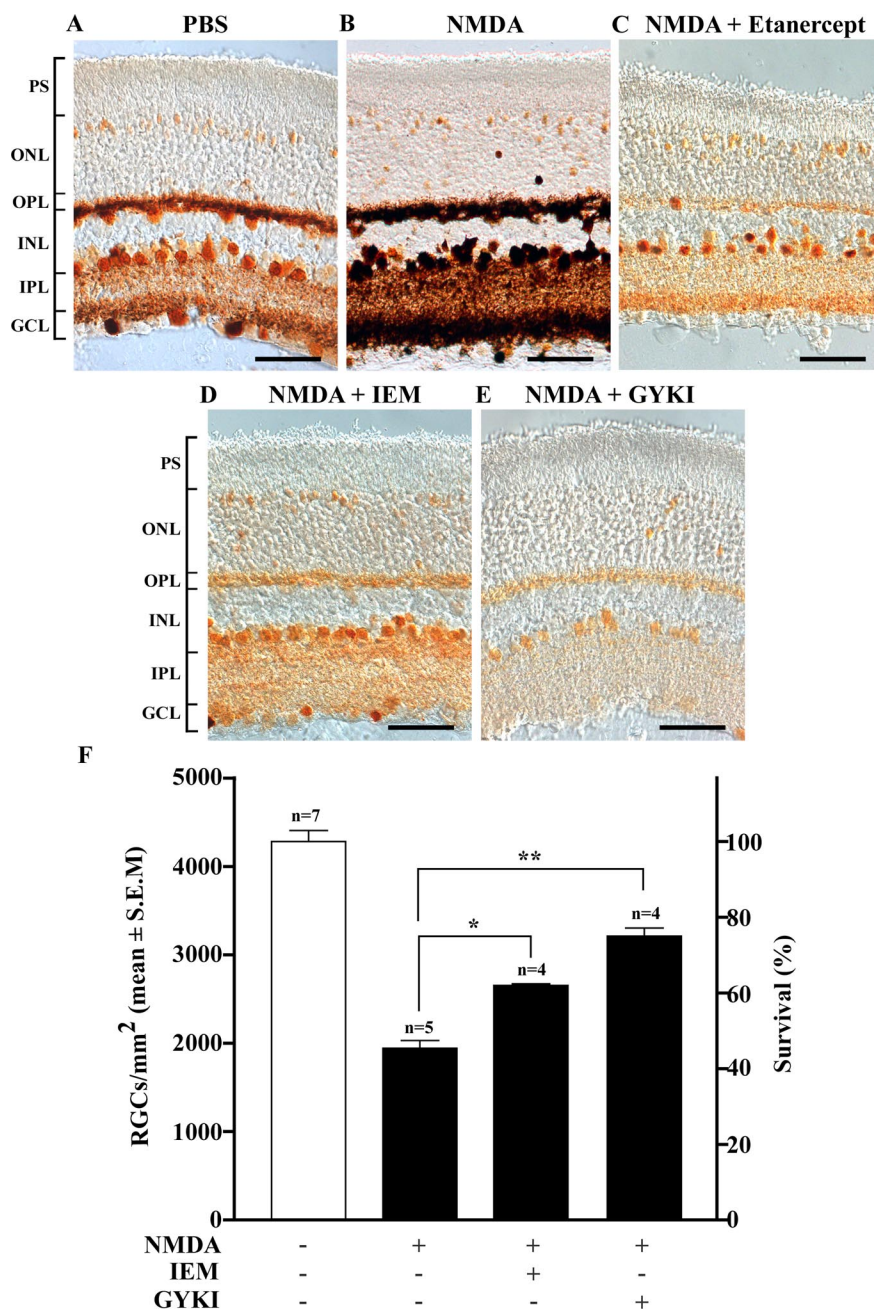 A PBS
B NMDA
C NMDA + Etanercept
PS
ONL
OPL
INL
IPL
GCL
D NMDA + IEM
E NMDA + GYKI
PS
ONL
OPL
INL
IPL
GCL
F
RGCs/mm² (mean ± S.E.M)
5000
4000
3000
2000
1000
0
n=7
n=5
n=4
n=4
*
**
100
80
60
40
20
0
Survival (%)
NMDA - + + +
IEM - - + -
GYKI - - - +